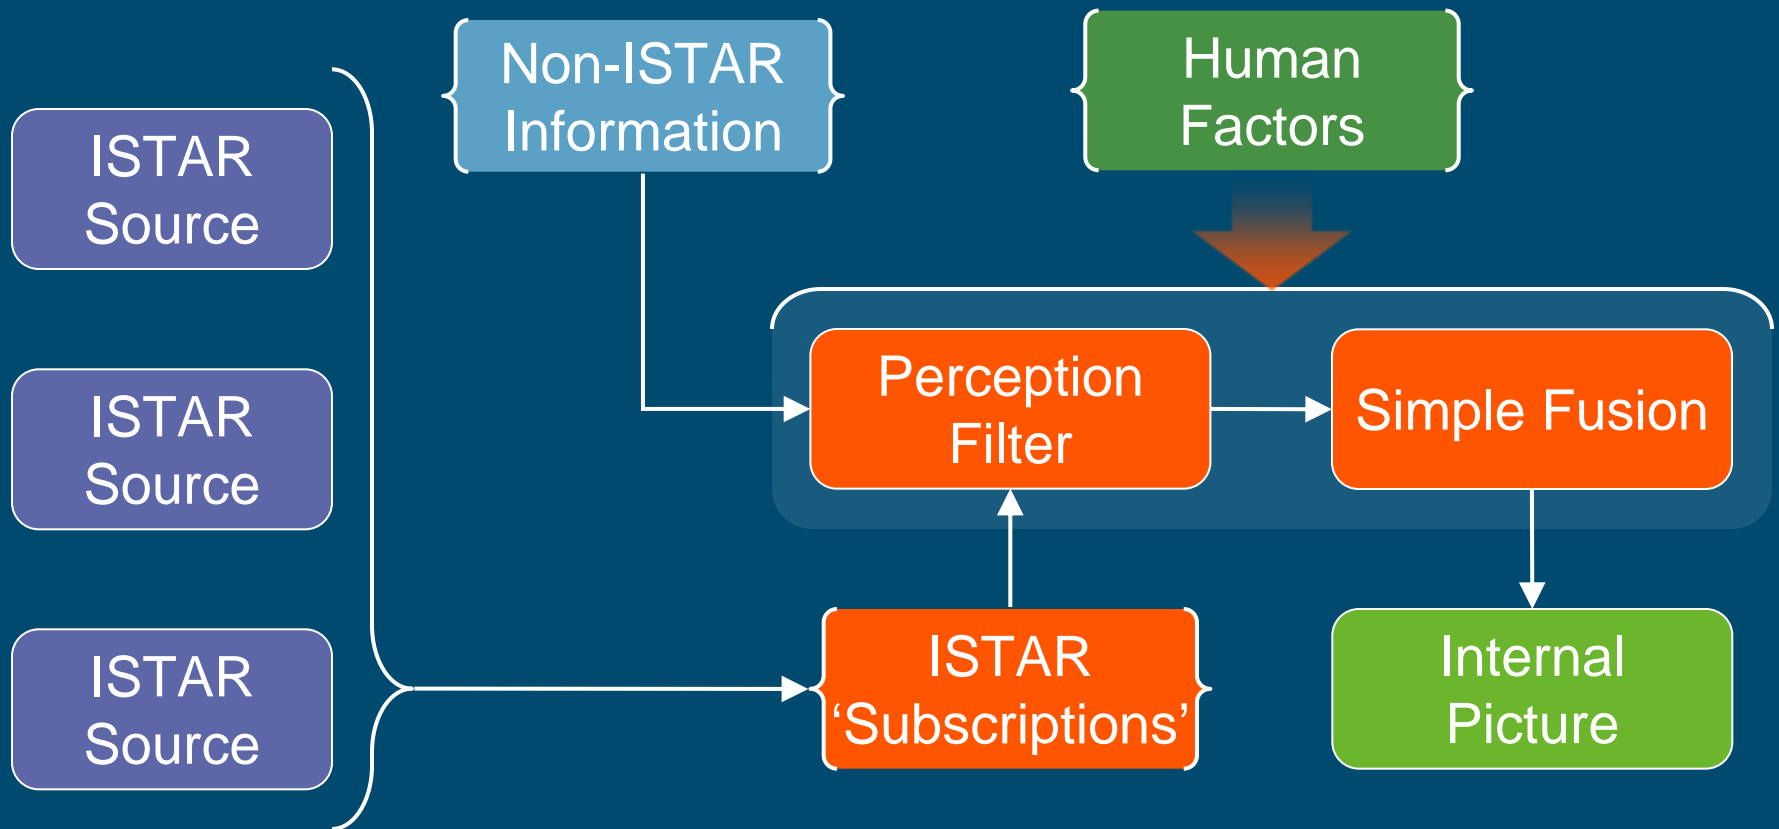 Non-ISTAR
Information
Human
Factors
ISTAR
Source
ISTAR
Source
ISTAR
Source
Perception
Filter
Simple Fusion
ISTAR
‘Subscriptions’
Internal
Picture